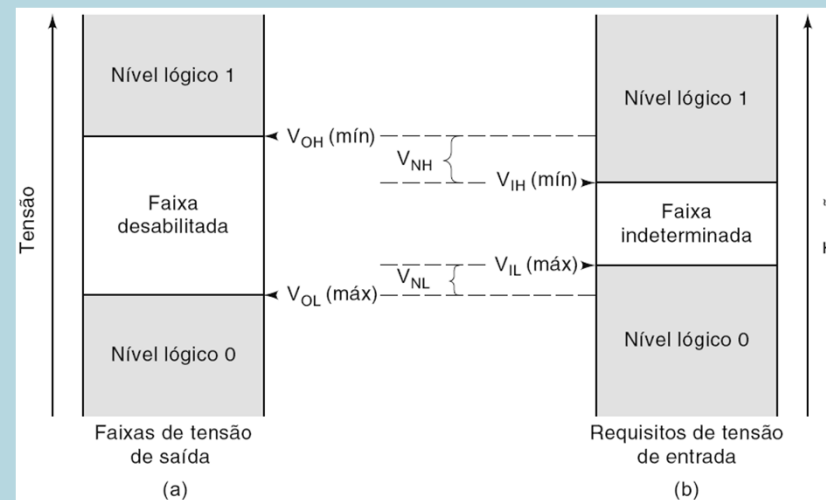 Tensão
Nível lógico 1
Faixa
desabilitada
Nível lógico 0
Faixas de tensão
de saída
(a)
V_OH (mín)
V_NH
V_IH (mín)
V_IL (máx)
V_NL
V_OL (máx)
Nível lógico 1
Faixa
indeterminada
Nível lógico 0
Requisitos de tensão
de entrada
(b)